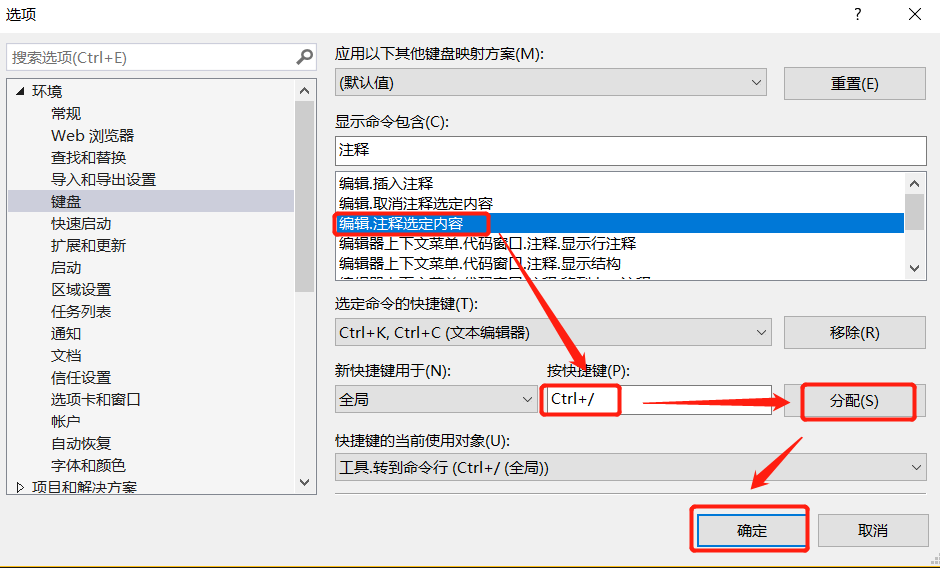 选项
搜索选项(Ctrl+E)
环境
常规
Web 浏览器
查找和替换
导入和导出设置
键盘
快速启动
扩展和更新
启动
区域设置
任务列表
通知
文档
信任设置
选项卡和窗口
帐户
自动恢复
字体和颜色
项目和解决方案
应用以下其他键盘映射方案(M):
(默认值)
重置(E)
显示命令包含(C):
注释
编辑.插入注释
编辑.取消注释选定内容
编辑.注释选定内容
编辑器上下文菜单.代码窗口.注释.显示行注释
编辑器上下文菜单.代码窗口.注释.显示结构
选定命令的快捷键(T):
Ctrl+K, Ctrl+C (文本编辑器)
移除(R)
新快捷键用于(N):
按快捷键(P):
全局
Ctrl+/
分配(S)
快捷键的当前使用对象(U):
工具.转到命令行 (Ctrl+/ (全局))
确定
取消